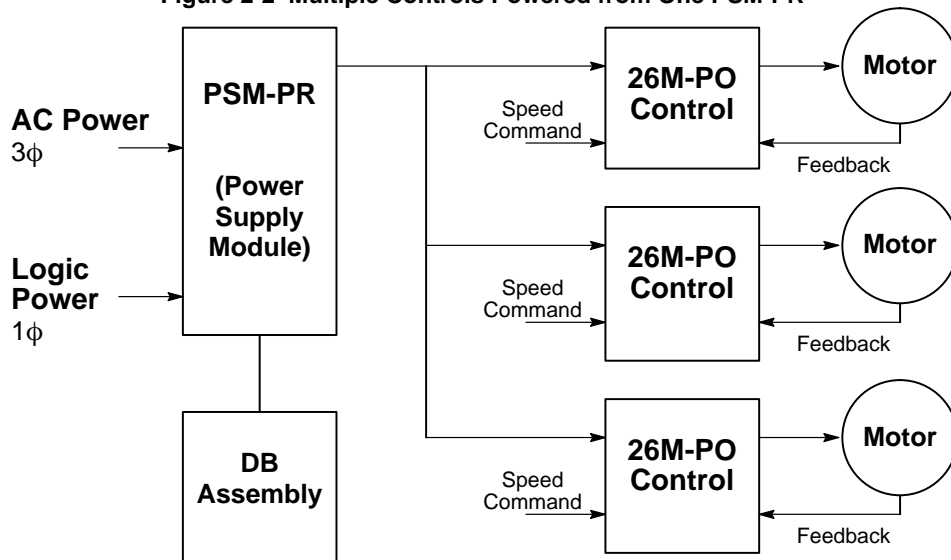 Figure 2-2 Multiple Controls Powered from One PSM-PR
AC Power
3ϕ
Logic
Power
1ϕ
PSM-PR
(Power
Supply
Module)
DB
Assembly
Speed
Command
26M-PO
Control
Motor
Feedback
Speed
Command
26M-PO
Control
Motor
Feedback
Speed
Command
26M-PO
Control
Motor
Feedback